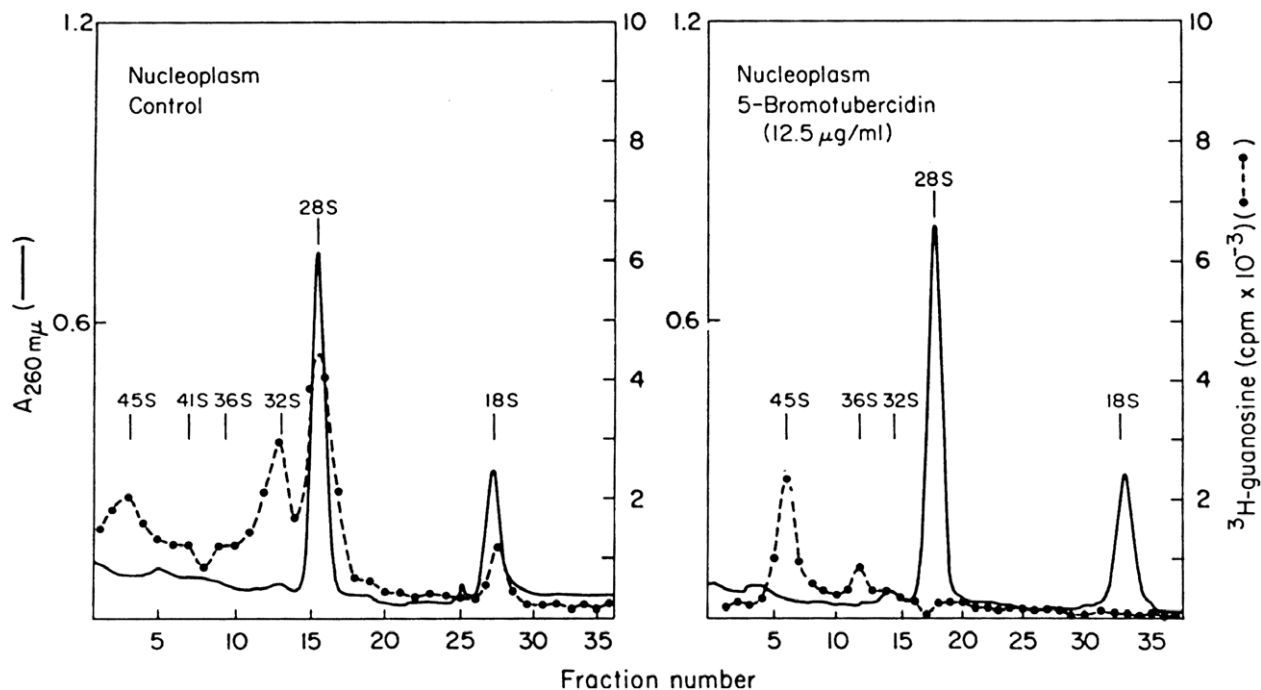 1.2
0.6
A260 mμ (——)
Nucleoplasm
Control
45S
41S
36S
32S
28S
18S
10
8
6
4
2
5
10
15
20
25
30
35
1.2
0.6
Nucleoplasm
5-Bromotubercidin
(12.5 μg/ml)
45S
36S
32S
28S
18S
10
8
6
4
2
5
10
15
20
25
30
35
3H-guanosine (cpm x 10-3)(●---●)
Fraction number